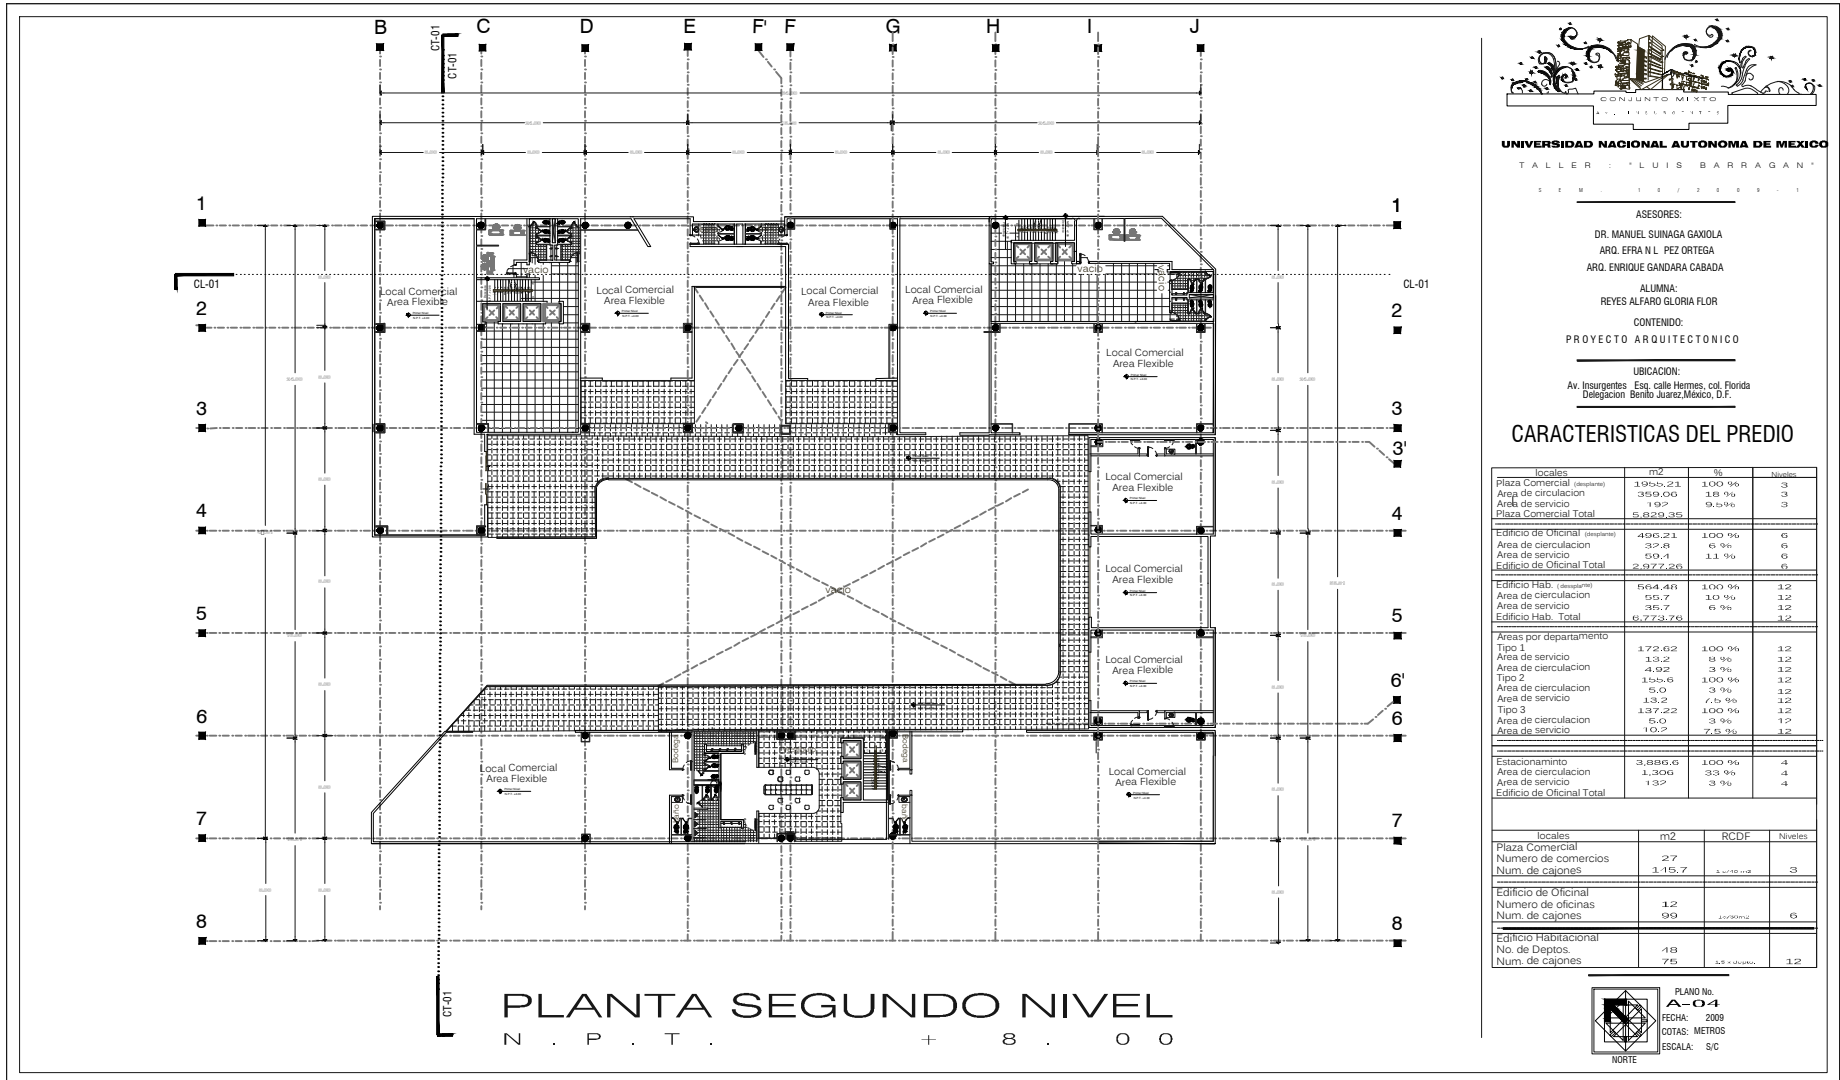 B C D E F' F G H I J
CT-01
CT-01
1 1
CL-01 CL-01
2 2
3 3
3'
4 4
5 5
6'
6 6
7 7
8 8
CT-01
vacio
vacio
vacio
Local Comercial
Area Flexible
Local Comercial
Area Flexible
Local Comercial
Area Flexible
Local Comercial
Area Flexible
Local Comercial
Area Flexible
Local Comercial
Area Flexible
Local Comercial
Area Flexible
vacio
Local Comercial
Area Flexible
Local Comercial
Area Flexible
Bodega
Bodega
Local Comercial
Area Flexible
PLANTA SEGUNDO NIVEL
N . P . T . + 8 . 0 0
CONJUNTO MIXTO
UNIVERSIDAD NACIONAL AUTONOMA DE MEXICO
TALLER : "LUIS BARRAGAN"
SEM. 10 / 2009 - 1
ASESORES:
DR. MANUEL SUINAGA GAXIOLA
ARQ. EFRA N L PEZ ORTEGA
ARQ. ENRIQUE GANDARA CABADA
ALUMNA:
REYES ALFARO GLORIA FLOR
CONTENIDO:
PROYECTO ARQUITECTONICO
UBICACION:
Av. Insurgentes Esq. calle Hermes, col. Florida
Delegacion Benito Juarez,México, D.F.
CARACTERISTICAS DEL PREDIO
locales m2 % Niveles
Plaza Comercial (desplante) 1955.21 100 % 3
Area de circulacion 359.06 18 % 3
Area de servicio 192 9.5% 3
Plaza Comercial Total 5,829.35
Edificio de Oficinal (desplante) 496.21 100 % 6
Area de cierculacion 32.8 6 % 6
Area de servicio 59.4 11 % 6
Edificio de Oficinal Total 2,977.26 6
Edificio Hab. (desplante) 564.48 100 % 12
Area de cierculacion 55.7 10 % 12
Area de servicio 35.7 6 % 12
Edificio Hab. Total 6,773.76 12
Areas por departamento
Tipo 1 172.62 100 % 12
Area de servicio 13.2 8 % 12
Area de cierculacion 4.92 3 % 12
Tipo 2 155.6 100 % 12
Area de cierculacion 5.0 3 % 12
Area de servicio 13.2 7.5 % 12
Tipo 3 137.22 100 % 12
Area de cierculacion 5.0 3 % 12
Area de servicio 10.2 7.5 % 12
Estacionaminto 3,886.6 100 % 4
Area de cierculacion 1,306 33 % 4
Area de servicio 132 3 % 4
Edificio de Oficinal Total
locales m2 RCDF Niveles
Plaza Comercial
Numero de comercios 27
Num. de cajones 145.7 3
Edificio de Oficinal
Numero de oficinas 12
Num. de cajones 99 6
Edificio Habitacional
No. de Deptos. 48
Num. de cajones 75 12
PLANO No.
A-04
FECHA: 2009
COTAS: METROS
ESCALA: S/C
NORTE